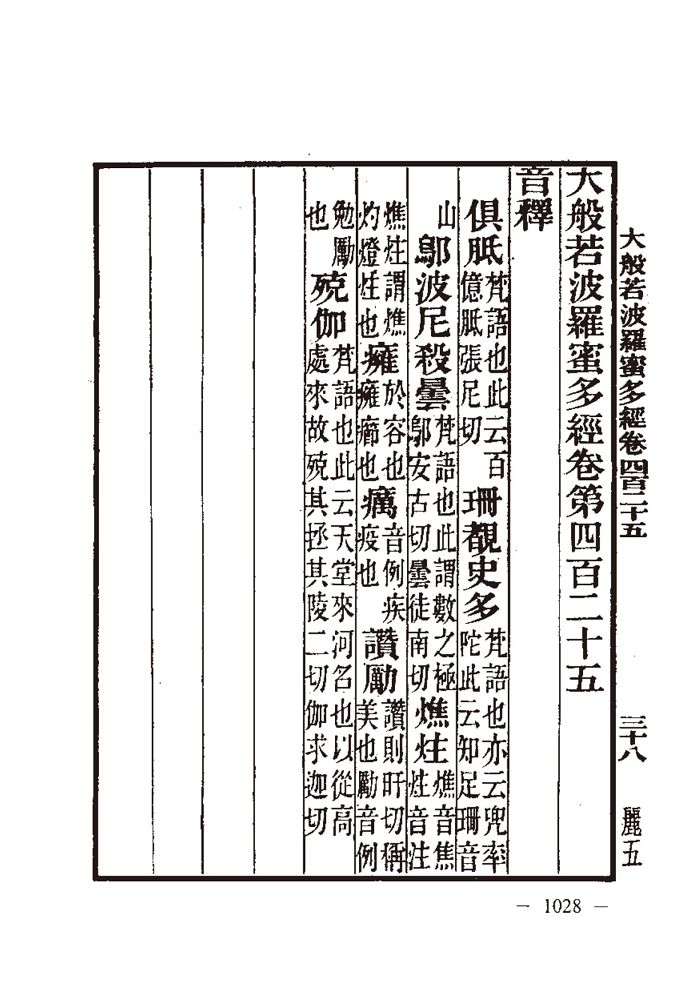 大般若波羅蜜多經卷四百二十五 三十八 麗五
大般若波羅蜜多經卷第四百二十五
音釋
俱胝梵語也此云百億胝張尼切 珊覩史多梵語也亦云兜率陀此云知足珊音
山 鄔波尼殺曇梵語也此謂數之極鄔安古切曇徒南切 燋炷燋音焦炷音注
燋炷謂燋灼燈炷也 癕於容也癕癤也 癘音例疾疫也 讚勵讚則旰切稱美也勵音例
勉勵也 殑伽梵語也此云天堂來河名也以從高處來故殑其拯其陵二切伽求迦切
— 1028 —